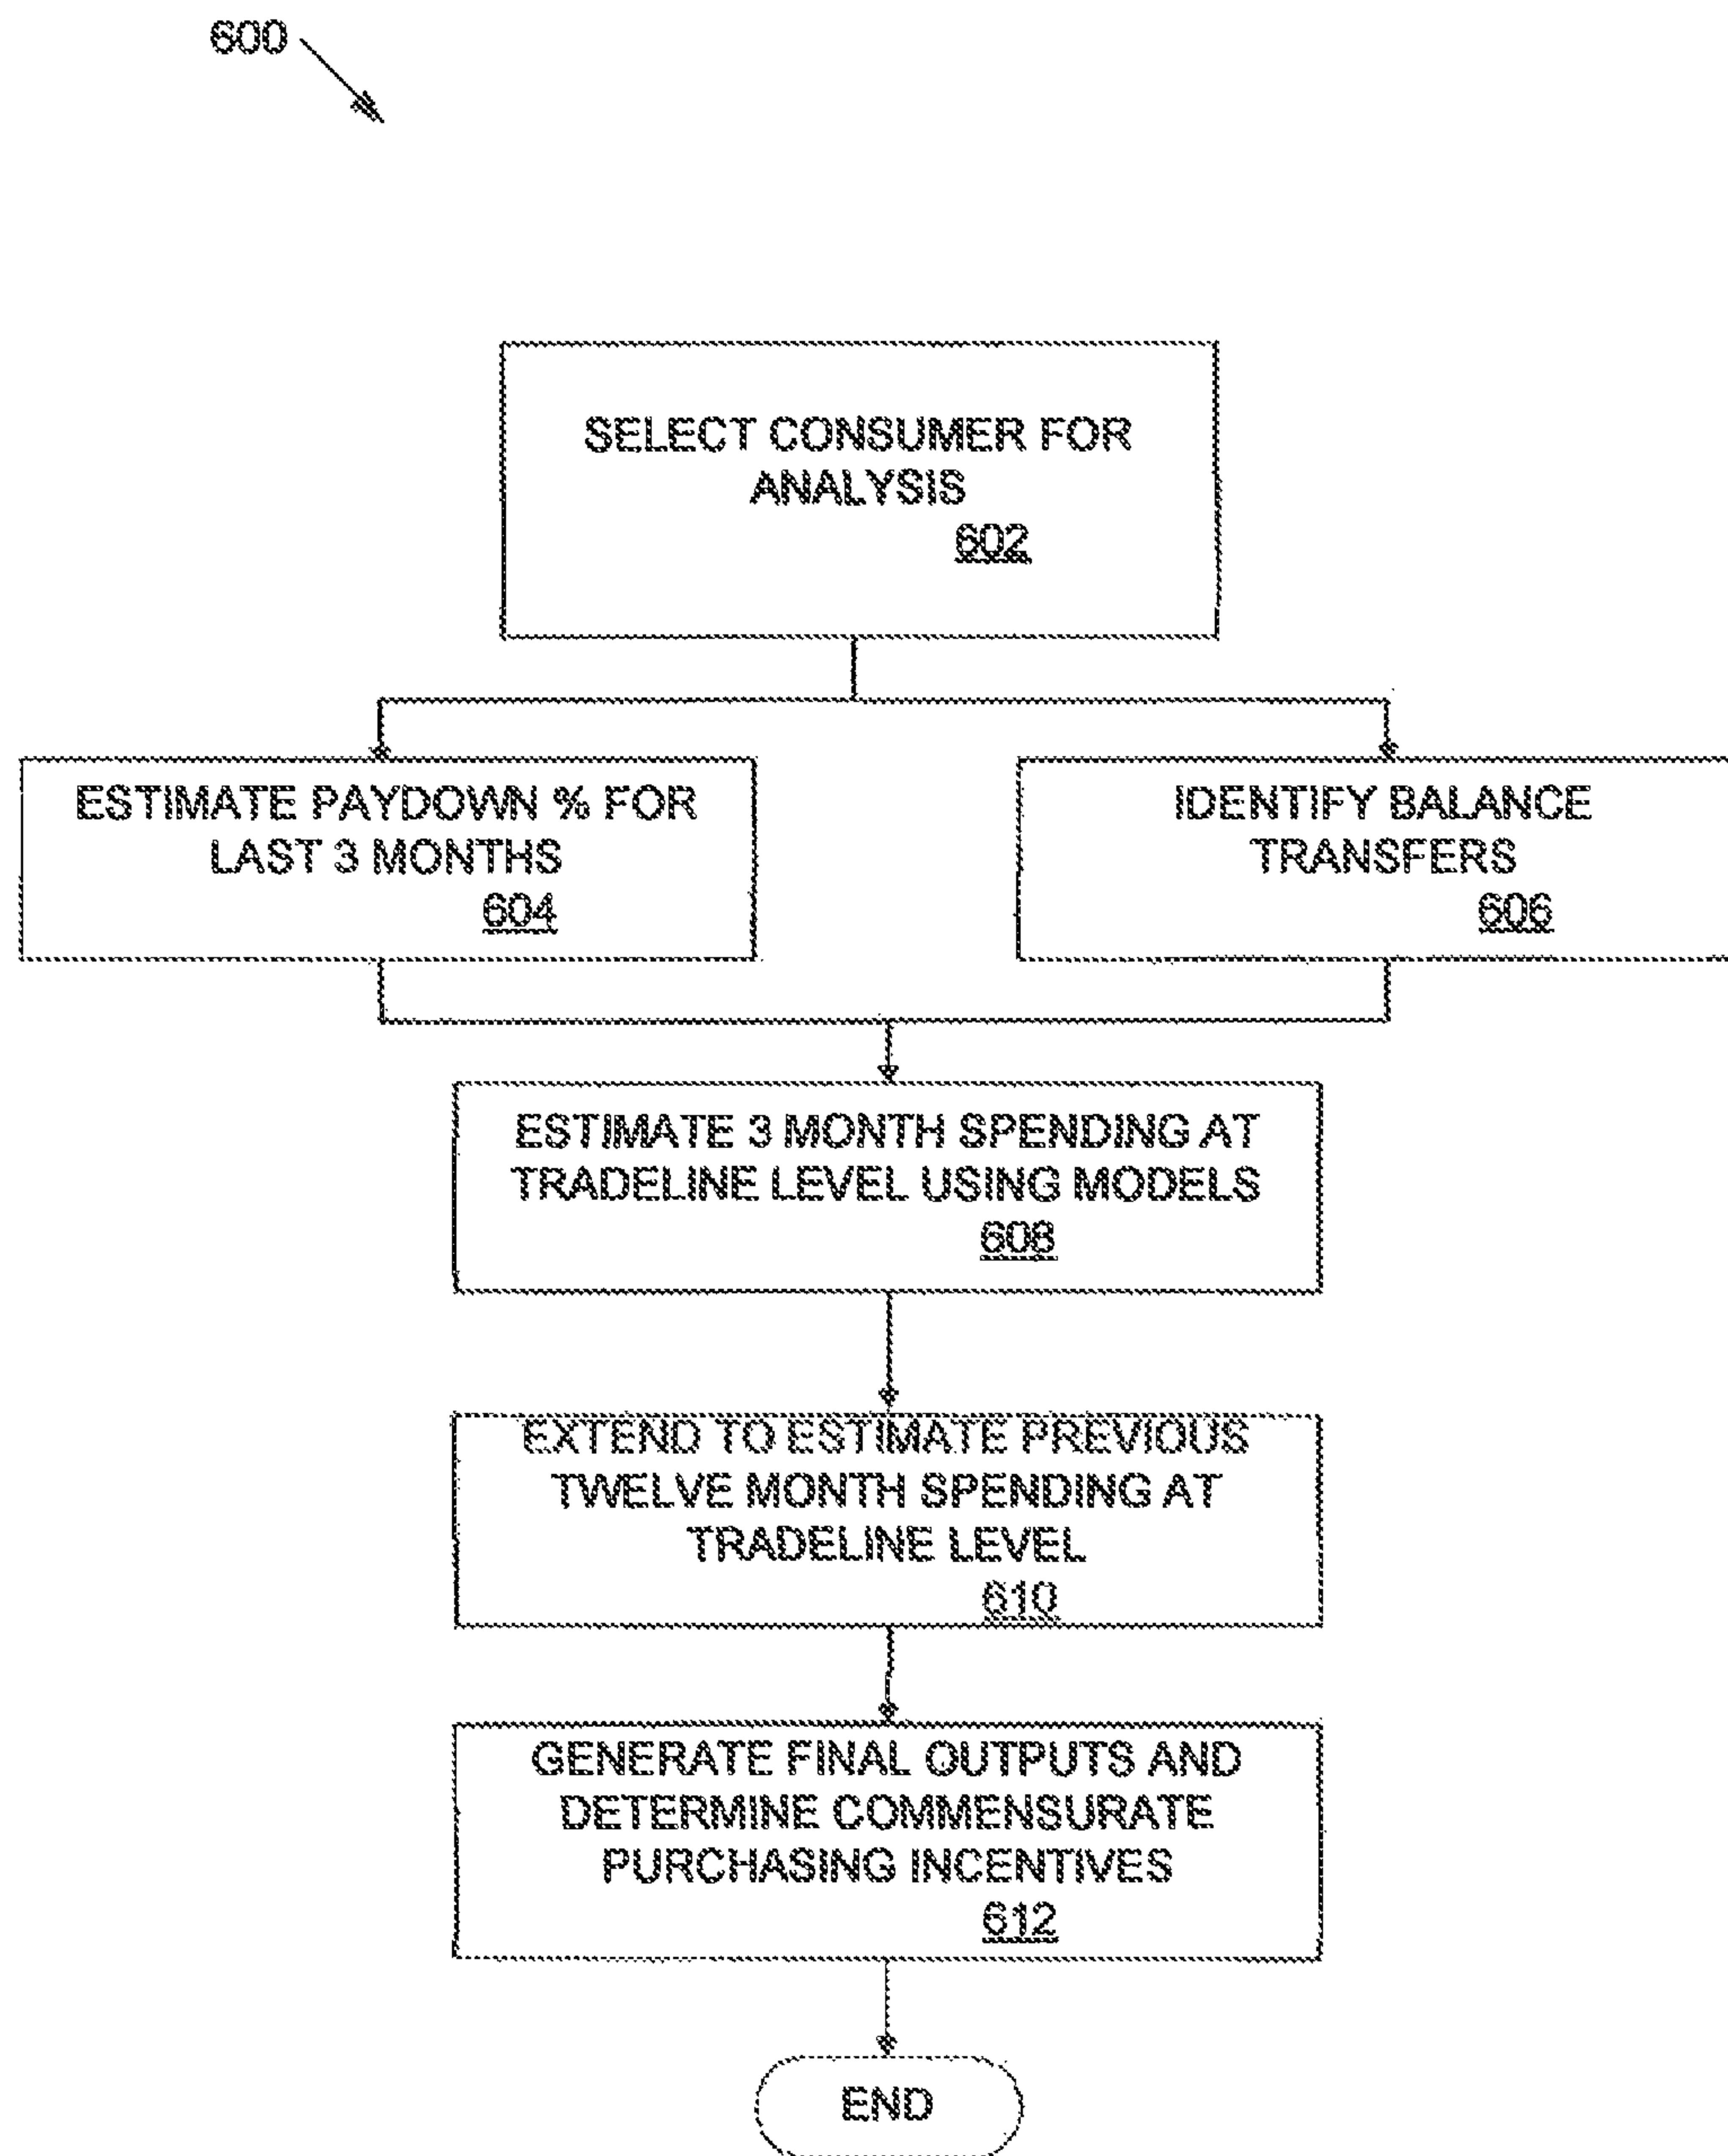 600
SELECT CONSUMER FOR
ANALYSIS
602
ESTIMATE PAYDOWN % FOR
LAST 3 MONTHS
604
IDENTIFY BALANCE
TRANSFERS
606
ESTIMATE 3 MONTH SPENDING AT
TRADELINE LEVEL USING MODELS
608
EXTEND TO ESTIMATE PREVIOUS
TWELVE MONTH SPENDING AT
TRADELINE LEVEL
610
GENERATE FINAL OUTPUTS AND
DETERMINE COMMENSURATE
PURCHASING INCENTIVES
612
END